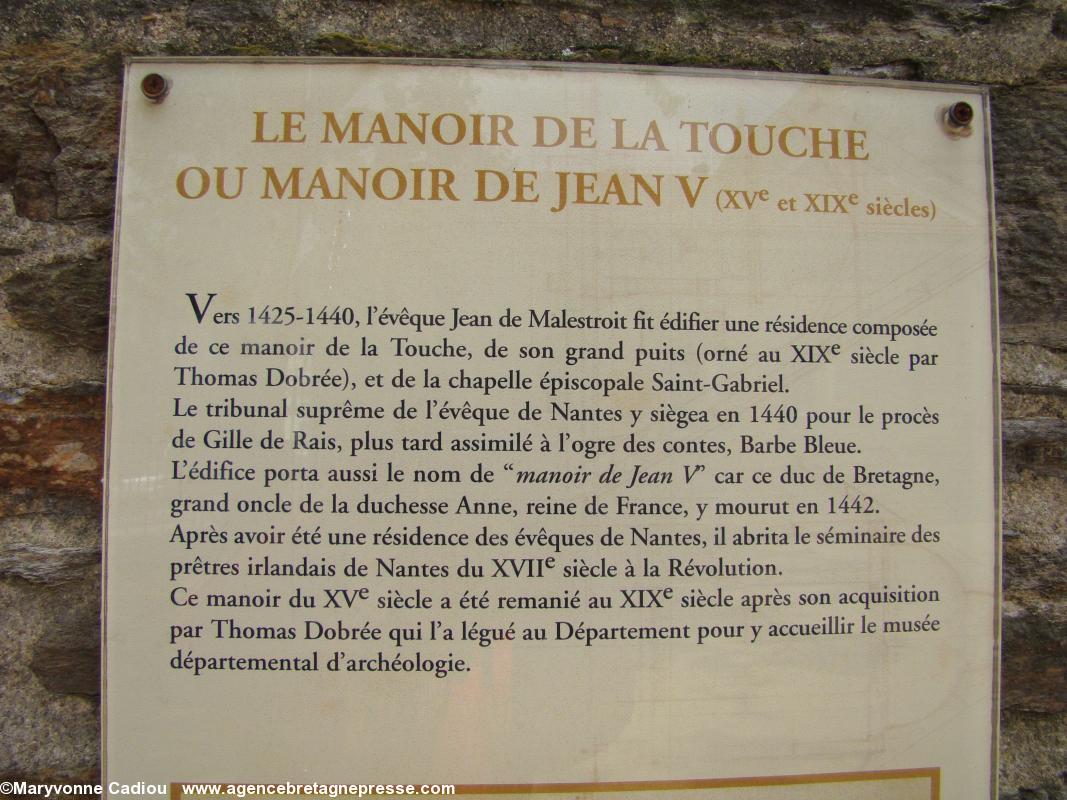 LE MANOIR DE LA TOUCHE
OU MANOIR DE JEAN V (XVe et XIXe siècles)
Vers 1425-1440, l'évêque Jean de Malestroit fit édifier une résidence composée
de ce manoir de la Touche, de son grand puits (orné au XIXe siècle par
Thomas Dobrée), et de la chapelle épiscopale Saint-Gabriel.
Le tribunal suprême de l'évêque de Nantes y siègea en 1440 pour le procès
de Gille de Rais, plus tard assimilé à l'ogre des contes, Barbe Bleue.
L'édifice porta aussi le nom de “manoir de Jean V” car ce duc de Bretagne,
grand oncle de la duchesse Anne, reine de France, y mourut en 1442.
Après avoir été une résidence des évêques de Nantes, il abrita le séminaire des
prêtres irlandais de Nantes du XVIIe siècle à la Révolution.
Ce manoir du XVe siècle a été remanié au XIXe siècle après son acquisition
par Thomas Dobrée qui l'a légué au Département pour y accueillir le musée
départemental d'archéologie.
©Maryvonne Cadiou www.agencebretagnepresse.com